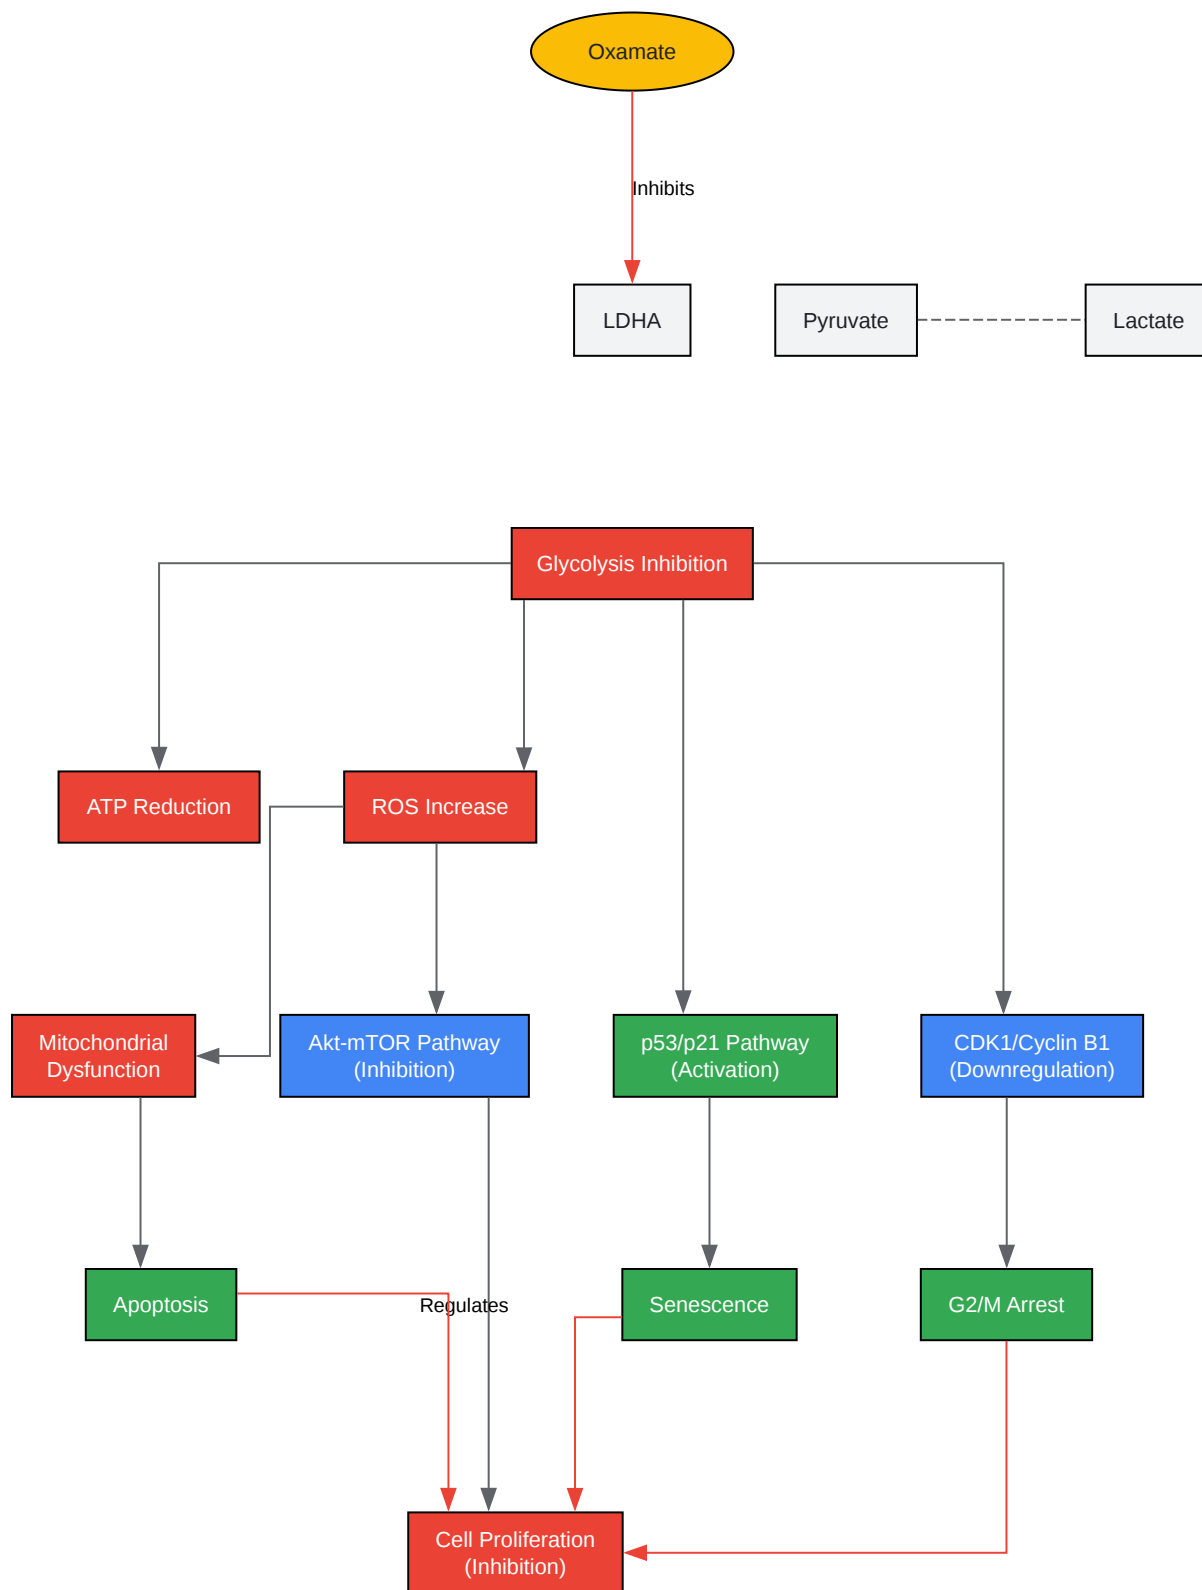 Oxamate
Inhibits
LDHA
Pyruvate
Lactate
Glycolysis Inhibition
ATP Reduction
ROS Increase
Mitochondrial
Dysfunction
Akt-mTOR Pathway
(Inhibition)
p53/p21 Pathway
(Activation)
CDK1/Cyclin B1
(Downregulation)
Apoptosis
Regulates
Senescence
G2/M Arrest
Cell Proliferation
(Inhibition)